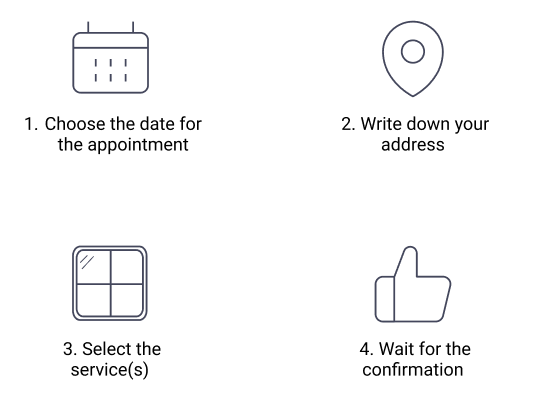 1. Choose the date for
the appointment
2. Write down your
address
3. Select the
service(s)
4. Wait for the
confirmation